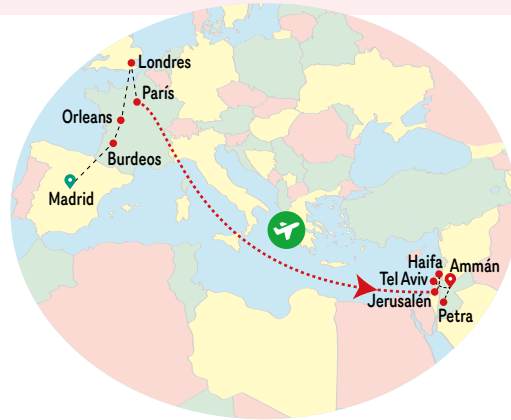 Londres
París
Orleans
Burdeos
Madrid
Haifa
Ammán
Tel Aviv
Jerusalén
Petra